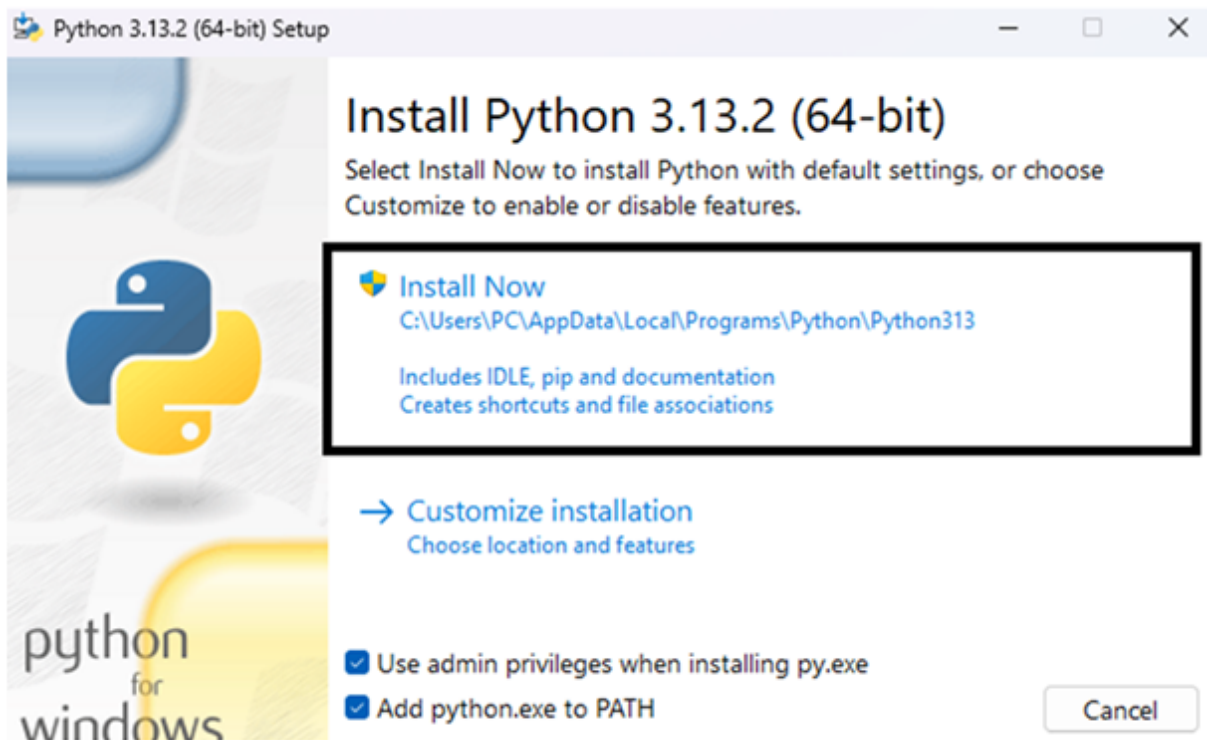 Python 3.13.2 (64-bit) Setup
Install Python 3.13.2 (64-bit)
Select Install Now to install Python with default settings, or choose
Customize to enable or disable features.
Install Now
C:\Users\PC\AppData\Local\Programs\Python\Python313
Includes IDLE, pip and documentation
Creates shortcuts and file associations
Customize installation
Choose location and features
python
for
windows
Use admin privileges when installing py.exe
Add python.exe to PATH
Cancel